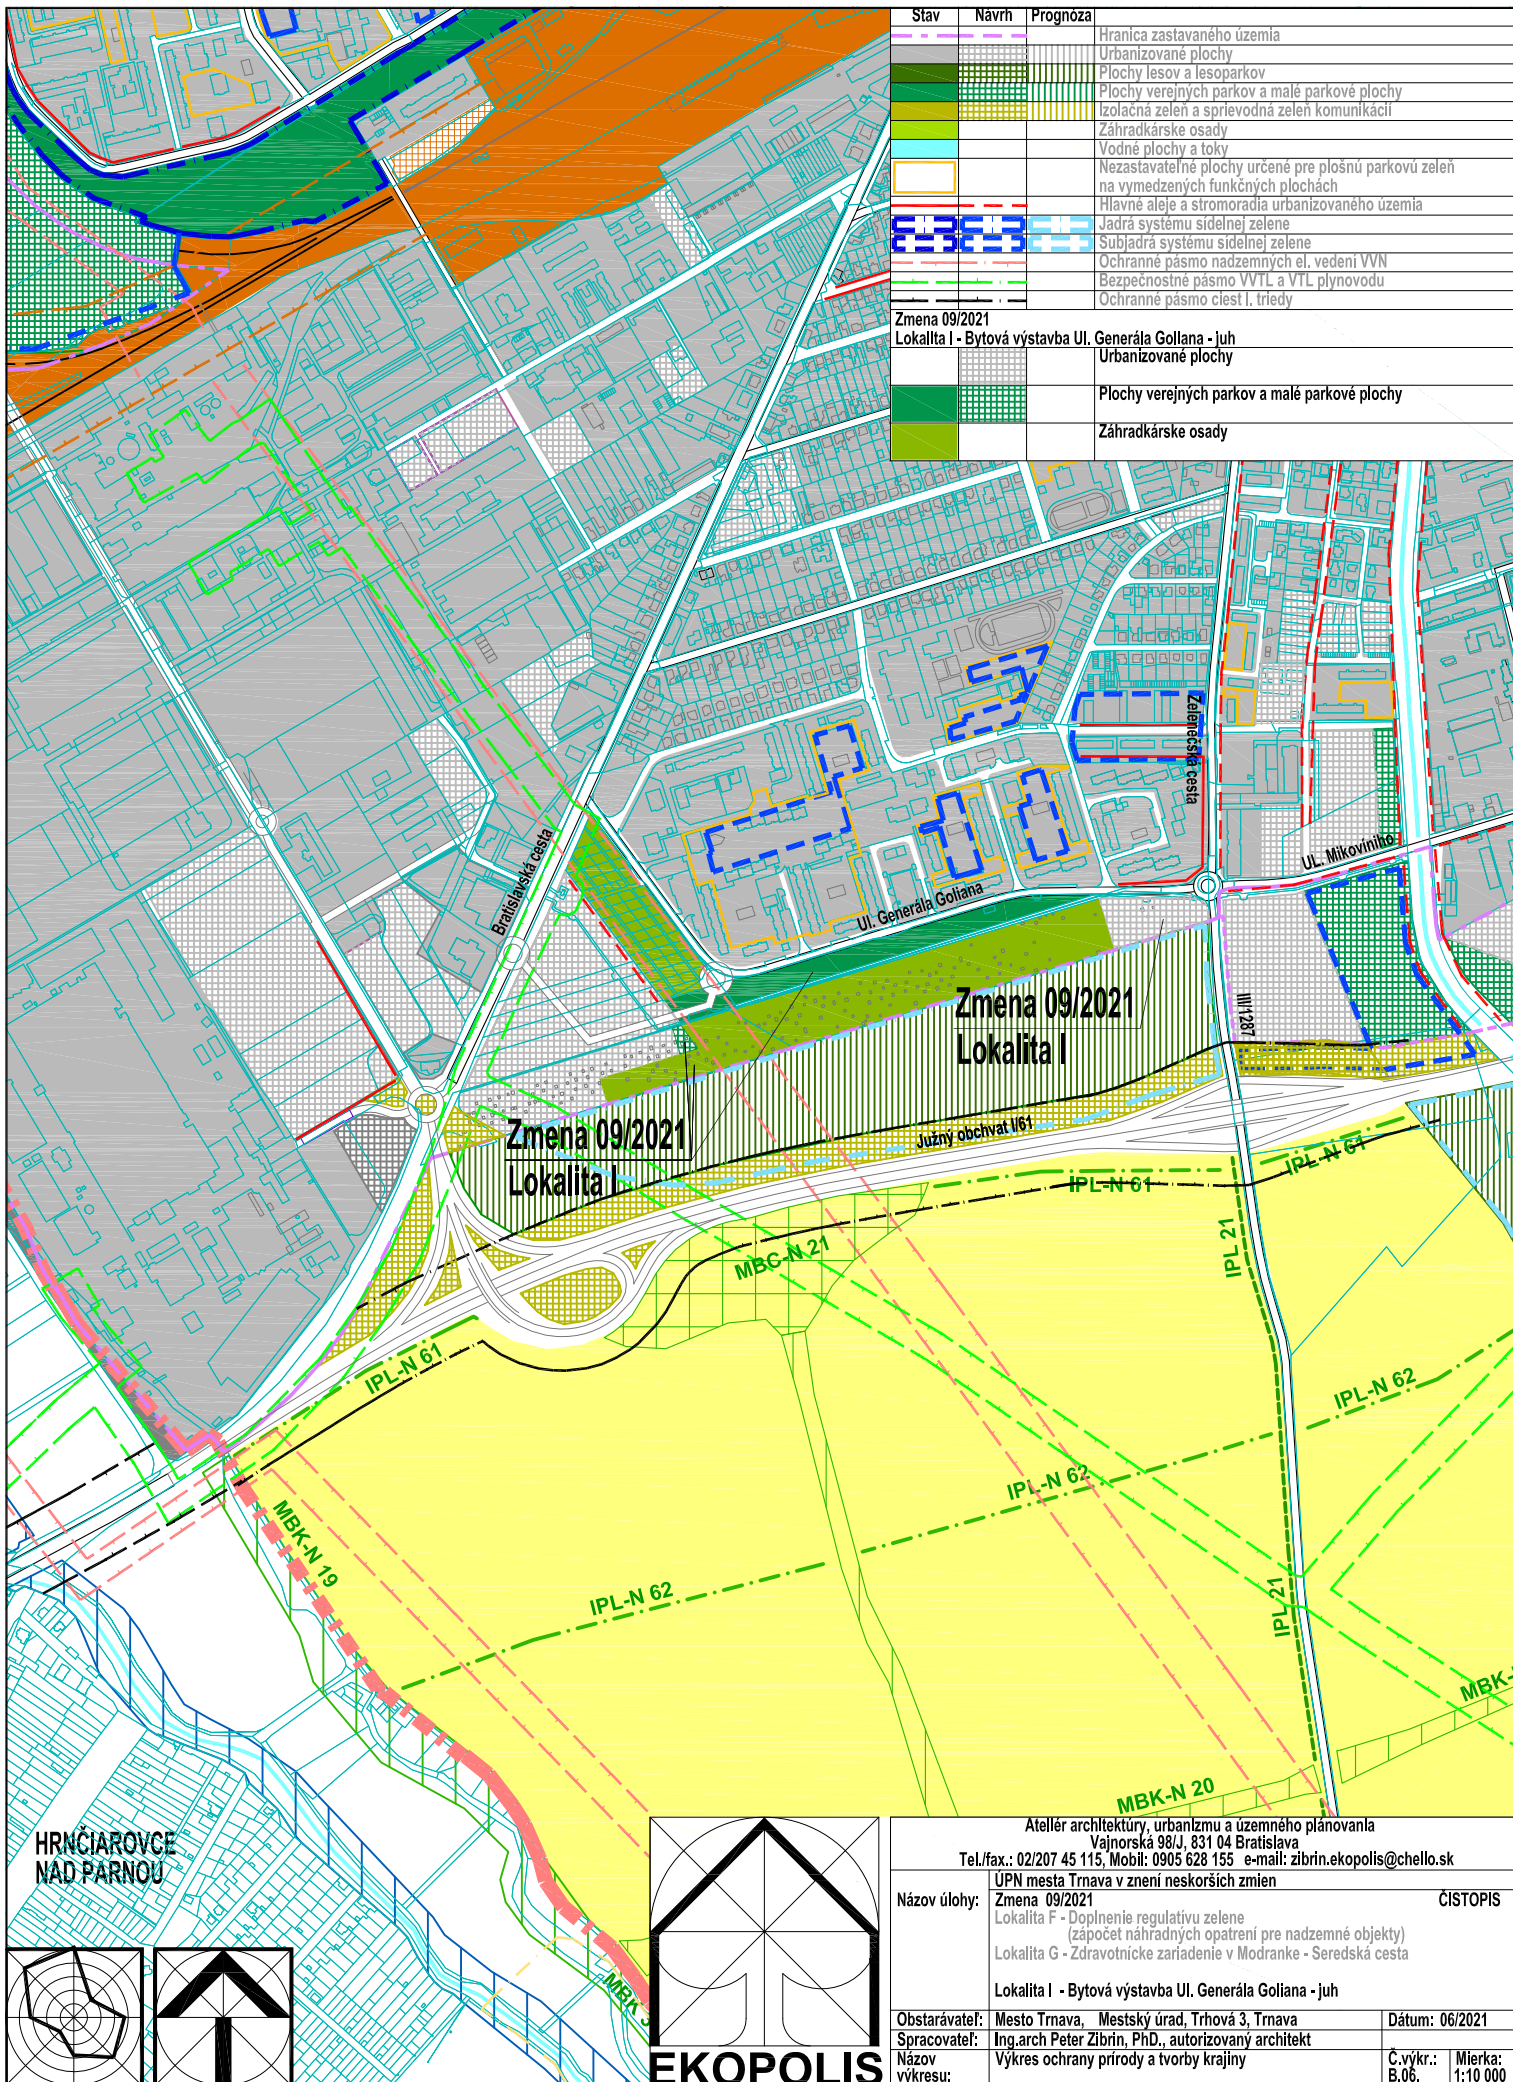 Stav Návrh Prognóza
Hranica zastavaného územia
Urbanizované plochy
Plochy lesov a lesoparkov
Plochy verejných parkov a malé parkové plochy
Izolačná zeleň a sprievodná zeleň komunikácií
Záhradkárske osady
Vodné plochy a toky
Nezastavateľné plochy určené pre plošnú parkovú zeleň
na vymedzených funkčných plochách
Hlavné aleje a stromoradia urbanizovaného územia
Jadrá systému sídelnej zelene
Subjadrá systému sídelnej zelene
Ochranné pásmo nadzemných el. vedení VVN
Bezpečnostné pásmo VVTL a VTL plynovodu
Ochranné pásmo ciest I. triedy
Zmena 09/2021
Lokalita I - Bytová výstavba Ul. Generála Goliana - juh
Urbanizované plochy
Plochy verejných parkov a malé parkové plochy
Záhradkárske osady
Zelenečská cesta
Bratislavská cesta
UL. Mikovíniho
Ul. Generála Goliana
Zmena 09/2021
Lokalita I
III/1287
Zmena 09/2021
Lokalita I
Južný obchvat I/61
IPL-N 61
IPL-N 61
IPL 21
MBC-N 21
IPL-N 61
IPL-N 62
IPL-N 62
MBK-N 19
IPL-N 62
IPL 21
MBK-
MBK-N 20
HRNČIAROVCE
NAD PARNOU
MBK 3
EKOPOLIS
Ateliér architektúry, urbanizmu a územného plánovania
Vajnorská 98/J, 831 04 Bratislava
Tel./fax.: 02/207 45 115, Mobil: 0905 628 155 e-mail: zibrin.ekopolis@chello.sk
ÚPN mesta Trnava v znení neskorších zmien
Názov úlohy: Zmena 09/2021 ČISTOPIS
Lokalita F - Doplnenie regulatívu zelene
(zápočet náhradných opatrení pre nadzemné objekty)
Lokalita G - Zdravotnícke zariadenie v Modranke - Seredská cesta
Lokalita I - Bytová výstavba Ul. Generála Goliana - juh
Obstarávateľ: Mesto Trnava, Mestský úrad, Trhová 3, Trnava Dátum: 06/2021
Spracovateľ: Ing.arch Peter Zibrin, PhD., autorizovaný architekt
Názov výkresu: Výkres ochrany prírody a tvorby krajiny Č.výkr.: B.06. Mierka: 1:10 000